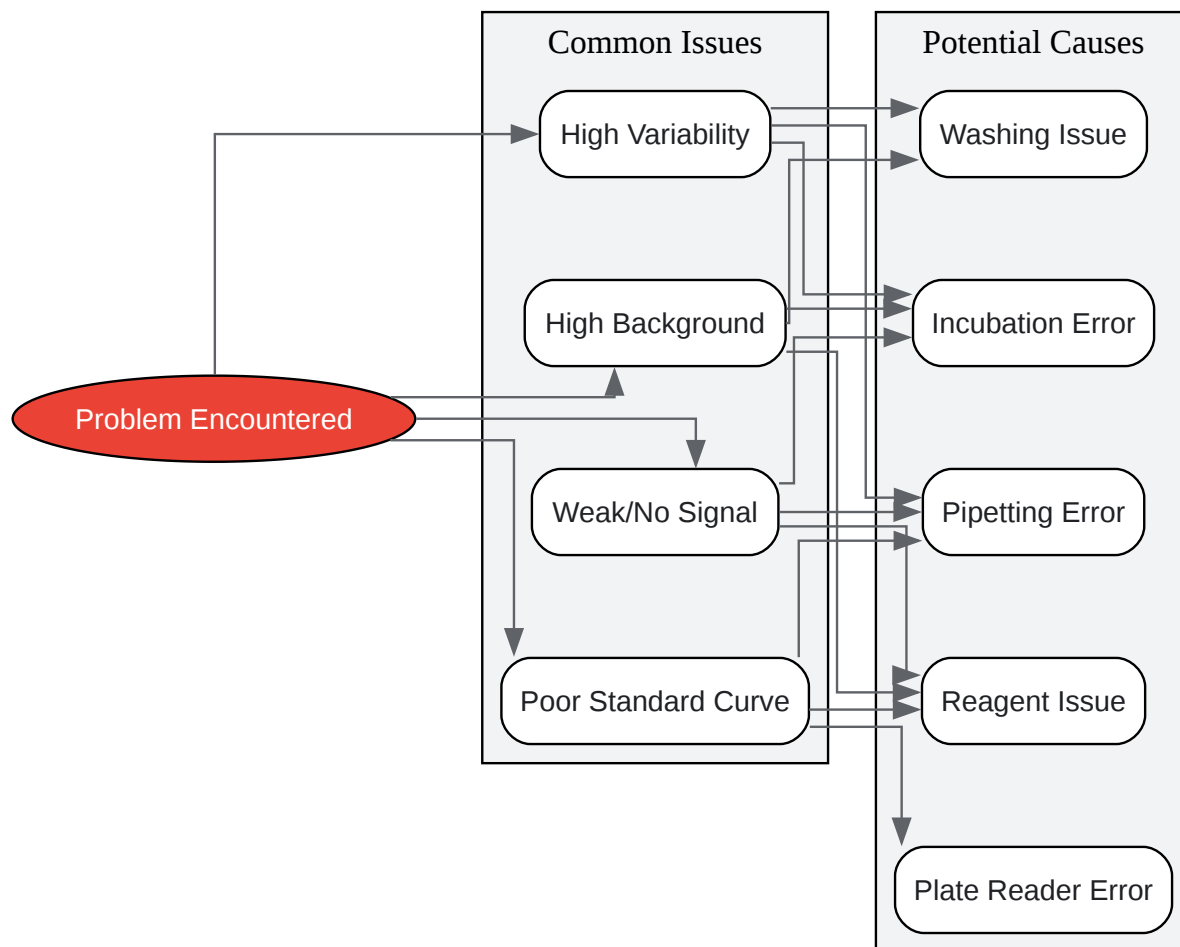 Common Issues
Potential Causes
High Variability
Washing Issue
High Background
Incubation Error
Problem Encountered
Weak/No Signal
Pipetting Error
Poor Standard Curve
Reagent Issue
Plate Reader Error